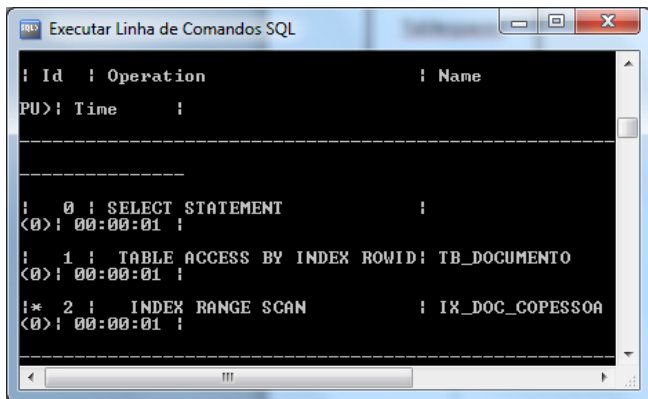 Executar Linha de Comandos SQL
| Id | Operation | Name
PU>| Time |
--------------------------------------------------------------
---------------
| 0 | SELECT STATEMENT |
<0>| 00:00:01 |
| 1 | TABLE ACCESS BY INDEX ROWID| TB_DOCUMENTO
<0>| 00:00:01 |
|* 2 | INDEX RANGE SCAN | IX_DOC_COPESSOA
<0>| 00:00:01 |
--------------------------------------------------------------